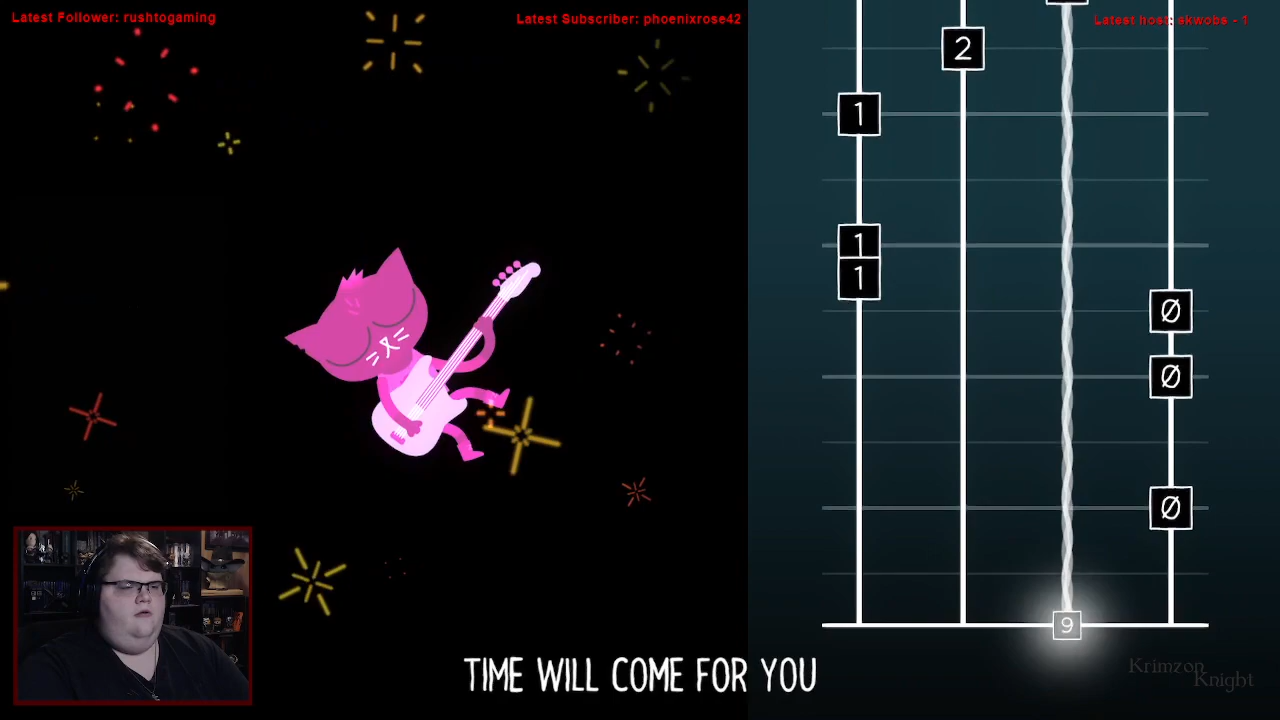 Latest Follower: rushtogaming
Latest Subscriber: phoenixrose42
Latest host: skwobs - 1
2
1
1
1
Ø
Ø
Ø
9
TIME WILL COME FOR YOU
Krimzon
Knight